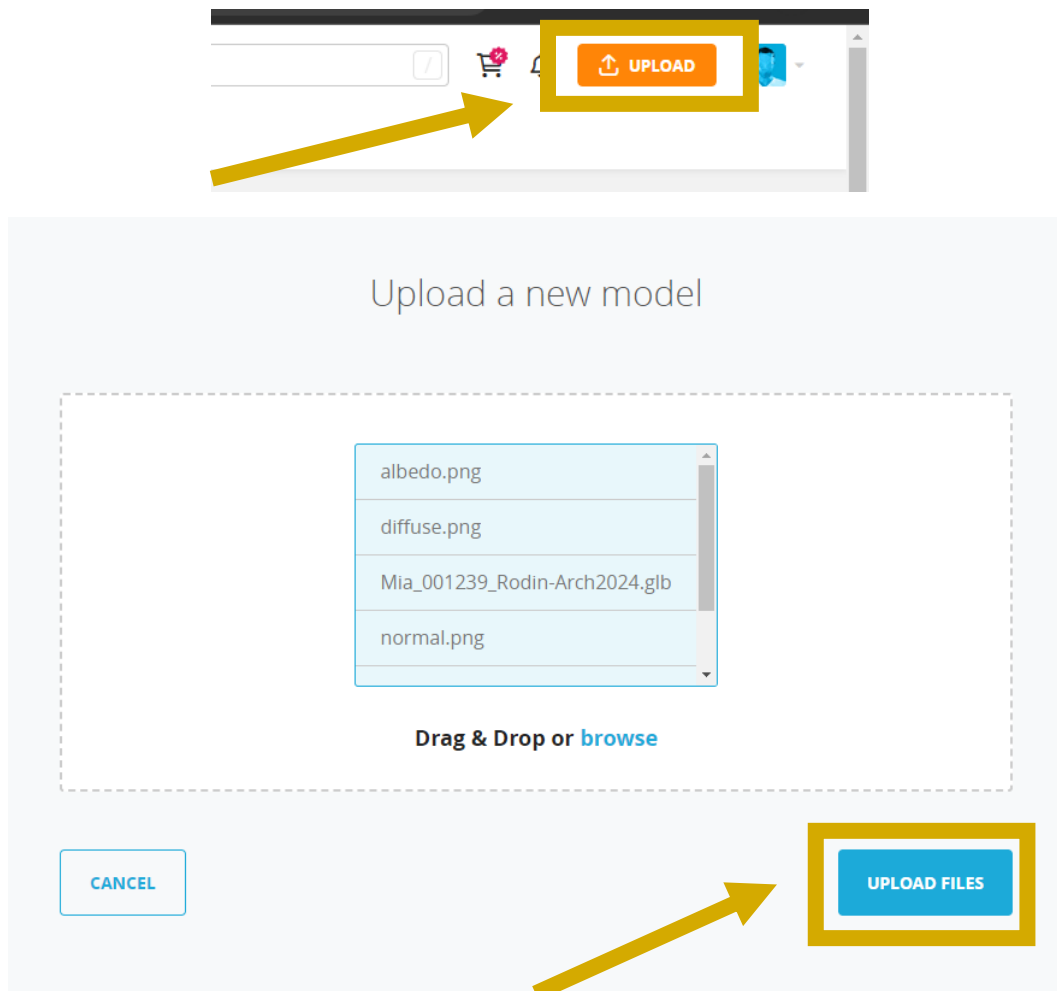 /
UPLOAD
Upload a new model
albedo.png
diffuse.png
Mia_001239_Rodin-Arch2024.glb
normal.png
Drag & Drop or browse
CANCEL
UPLOAD FILES